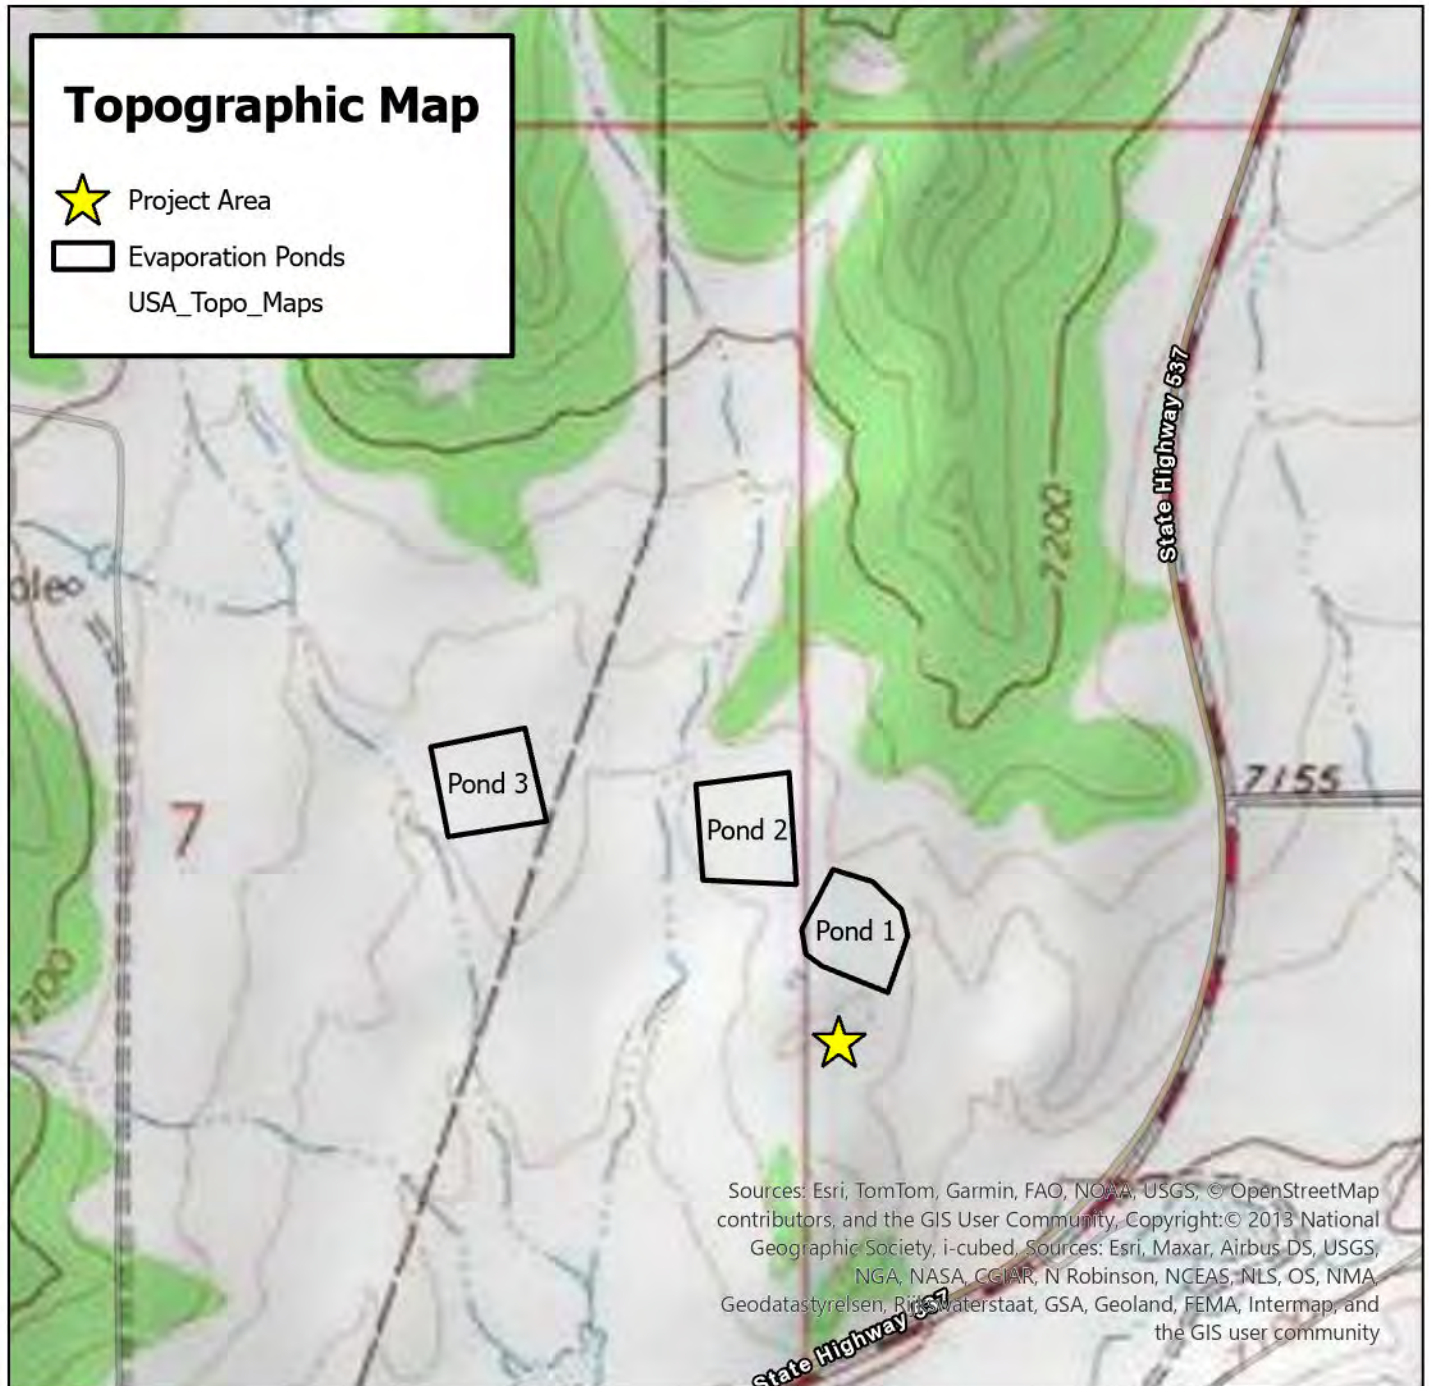 Topographic Map
Project Area
Evaporation Ponds
USA_Topo_Maps
State Highway 537
7200
Pond 3
7155
Pond 2
7
Pond 1
7200
Sources: Esri, TomTom, Garmin, FAO, NOAA, USGS, © OpenStreetMap
contributors, and the GIS User Community, Copyright:© 2013 National
Geographic Society, i-cubed, Sources: Esri, Maxar, Airbus DS, USGS,
NGA, NASA, CGIAR, N Robinson, NCEAS, NLS, OS, NMA,
Geodatastyrelsen, Rijkswaterstaat, GSA, Geoland, FEMA, Intermap, and
the GIS user community
State Highway 537